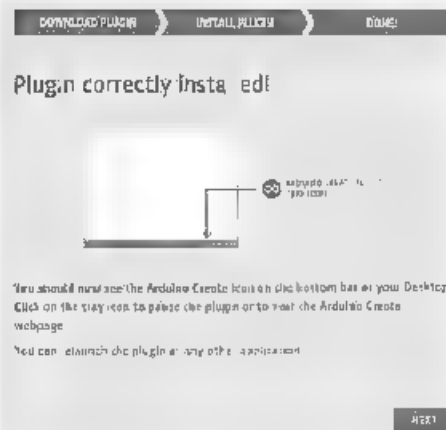 DOWNLOAD PLUGIN
INSTALL PLUGIN
DONE!
Plugin correctly installed!
You should now see the Arduino Create Icon on the bottom bar of your Desktop
Click on the tray icon to pause the plugin or to visit the Arduino Create
webpage
You can relaunch the plugin as any other application
NEXT